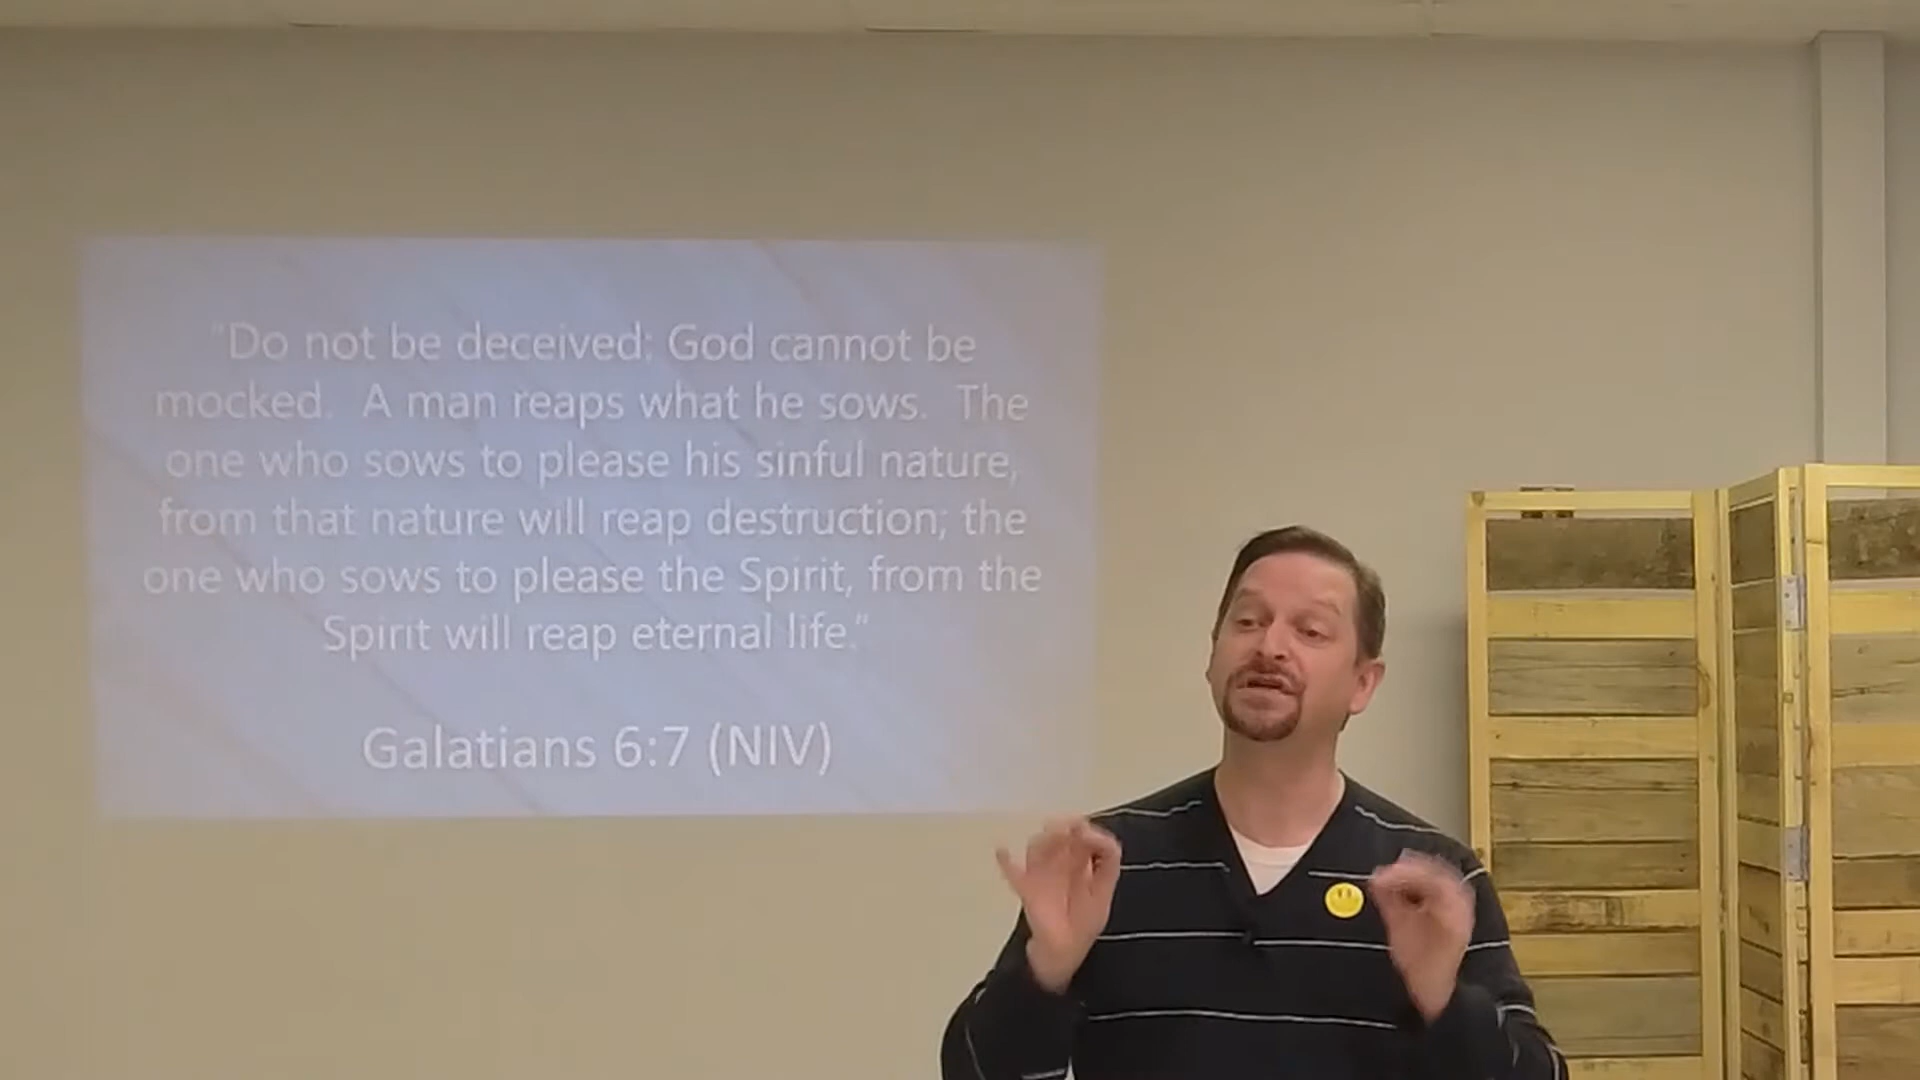 "Do not be deceived: God cannot be
mocked.  A man reaps what he sows.  The
one who sows to please his sinful nature,
from that nature will reap destruction; the
one who sows to please the Spirit, from the
Spirit will reap eternal life."
Galatians 6:7 (NIV)